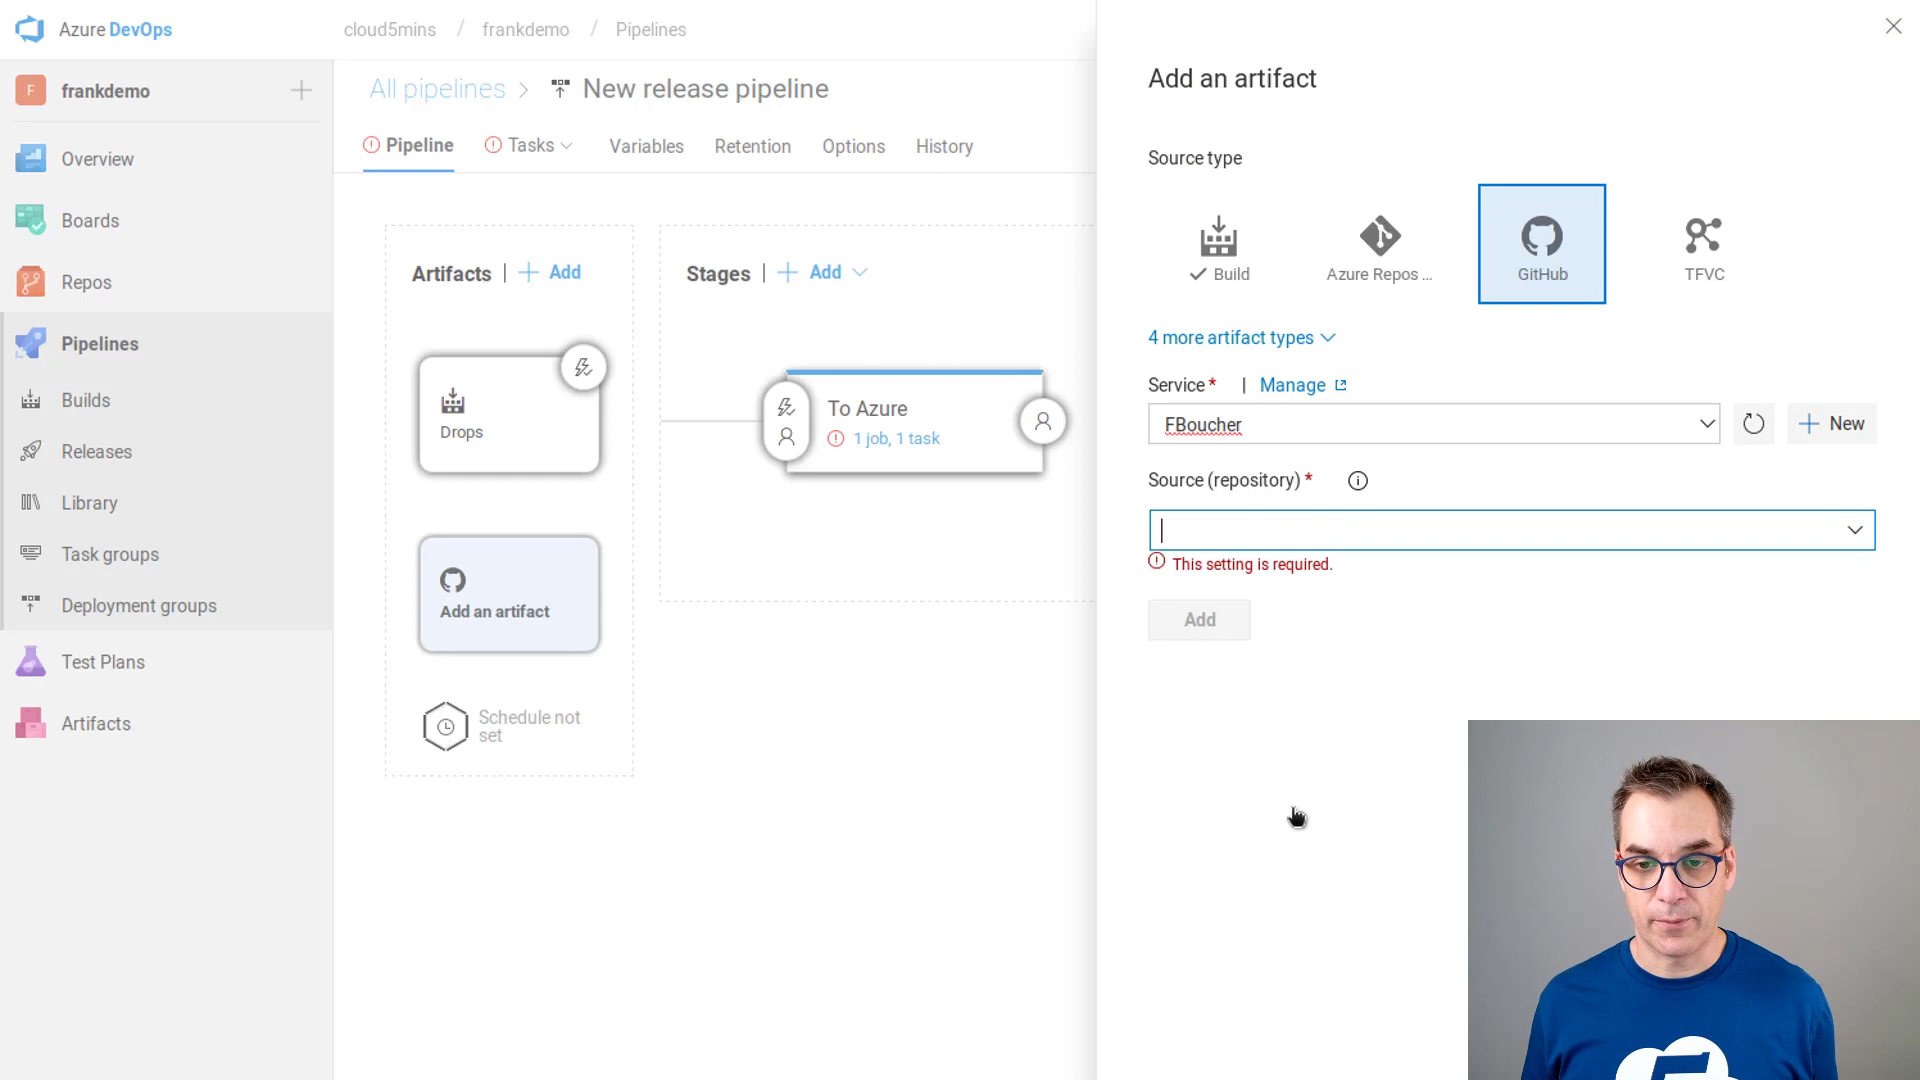 Azure DevOps
cloud5mins / frankdemo / Pipelines
F frankdemo
Overview
Boards
Repos
Pipelines
Builds
Releases
Library
Task groups
Deployment groups
Test Plans
Artifacts
All pipelines > New release pipeline
Pipeline Tasks Variables Retention Options History
Artifacts | + Add
Drops
Add an artifact
Schedule not
set
Stages | + Add
To Azure
1 job, 1 task
Add an artifact
Source type
Build
Azure Repos ...
GitHub
TFVC
4 more artifact types
Service * | Manage
FBoucher
+ New
Source (repository) *
This setting is required.
Add